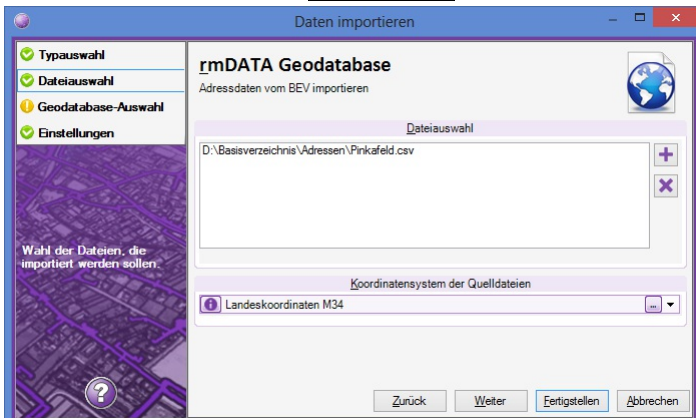 Daten importieren
Typauswahl
Dateiauswahl
Geodatabase-Auswahl
Einstellungen
Wahl der Dateien, die
importiert werden sollen.
rmDATA Geodatabase
Adressdaten vom BEV importieren
Dateiauswahl
D:\Basisverzeichnis\Adressen\Pinkafeld.csv
Koordinatensystem der Quelldateien
Landeskoordinaten M34
...
Zurück
Weiter
Fertigstellen
Abbrechen